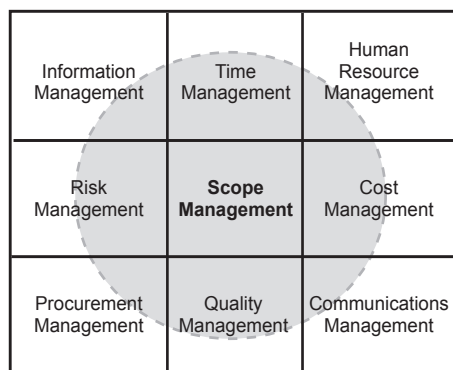 Information
Management
Time
Management
Human
Resource
Management
Risk
Management
Scope
Management
Cost
Management
Procurement
Management
Quality
Management
Communications
Management